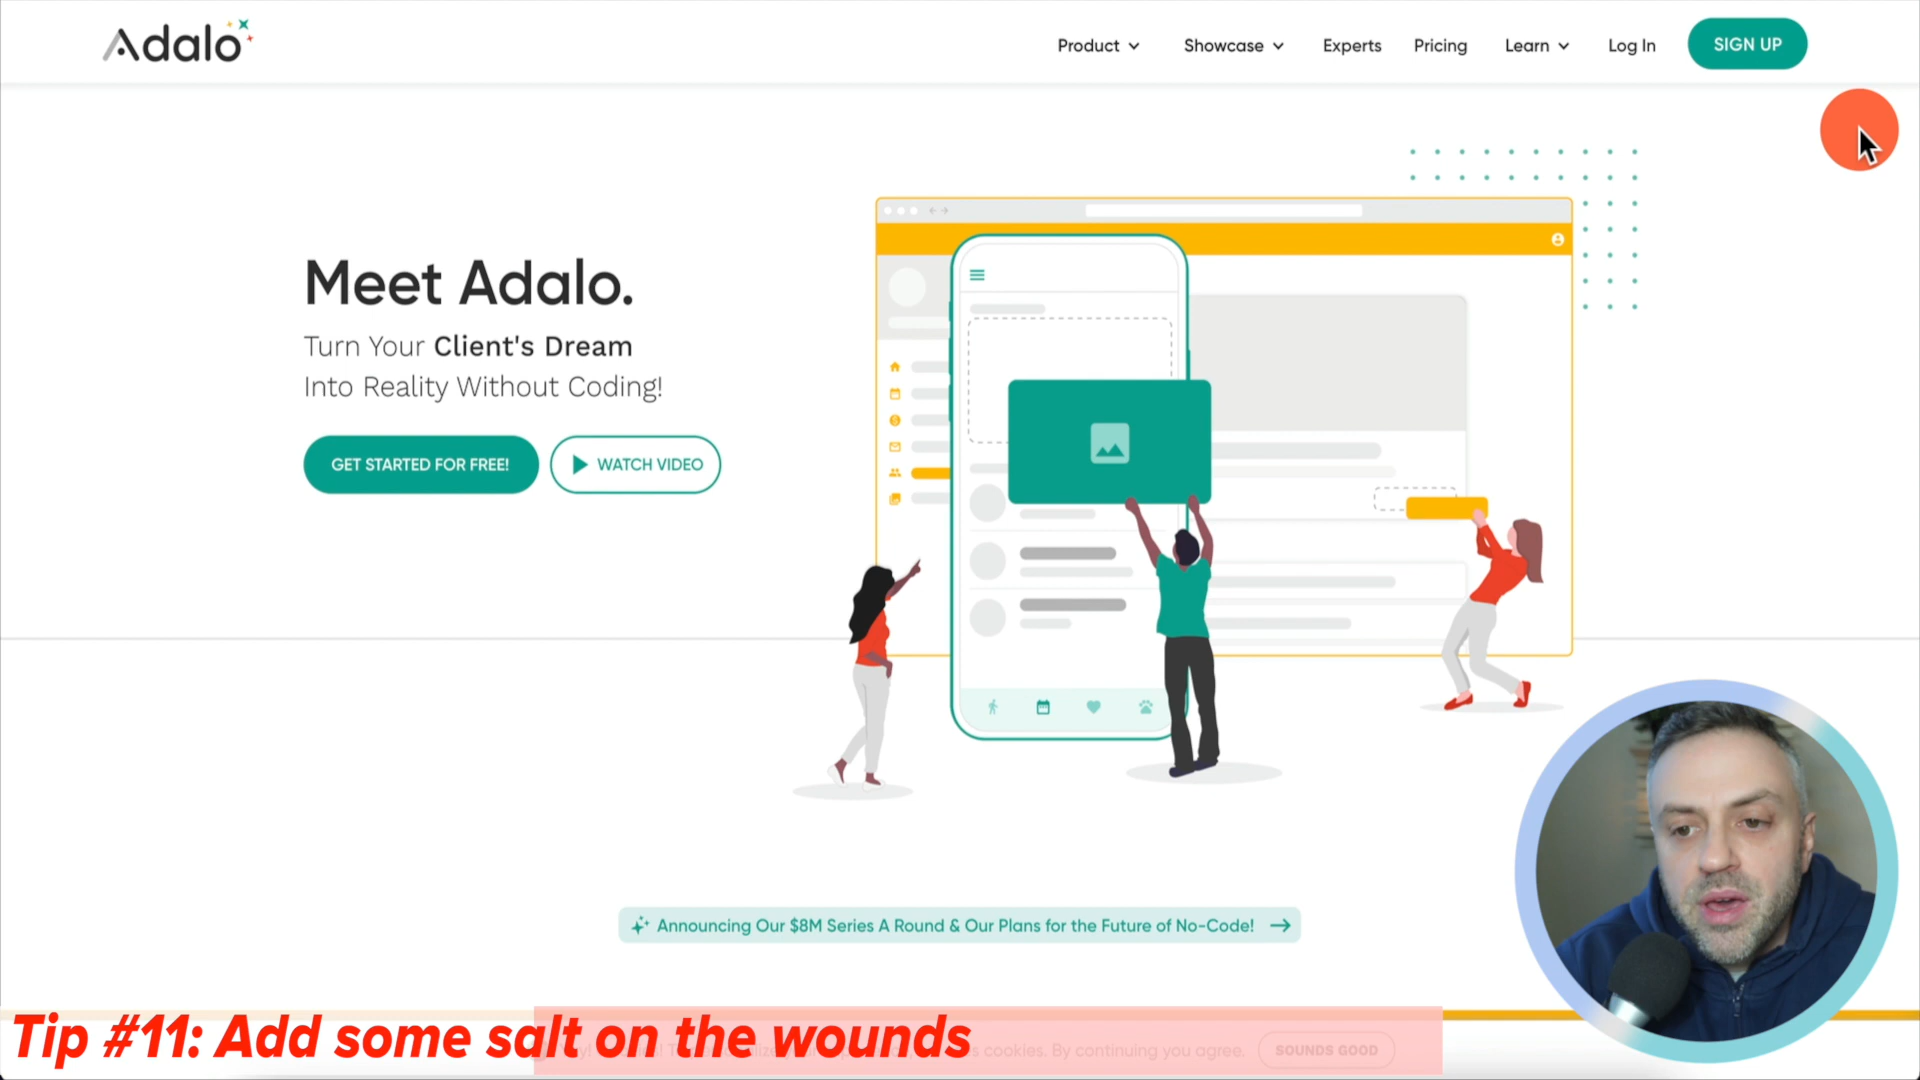 Adalo
Product
Showcase
Experts
Pricing
Learn
Log In
SIGN UP
Meet Adalo.
Turn Your Client's Dream
Into Reality Without Coding!
GET STARTED FOR FREE!
WATCH VIDEO
Announcing Our $8M Series A Round & Our Plans for the Future of No-Code!
Tip #11: Add some salt on the wounds
cookies. By continuing you agree.
SOUNDS GOOD